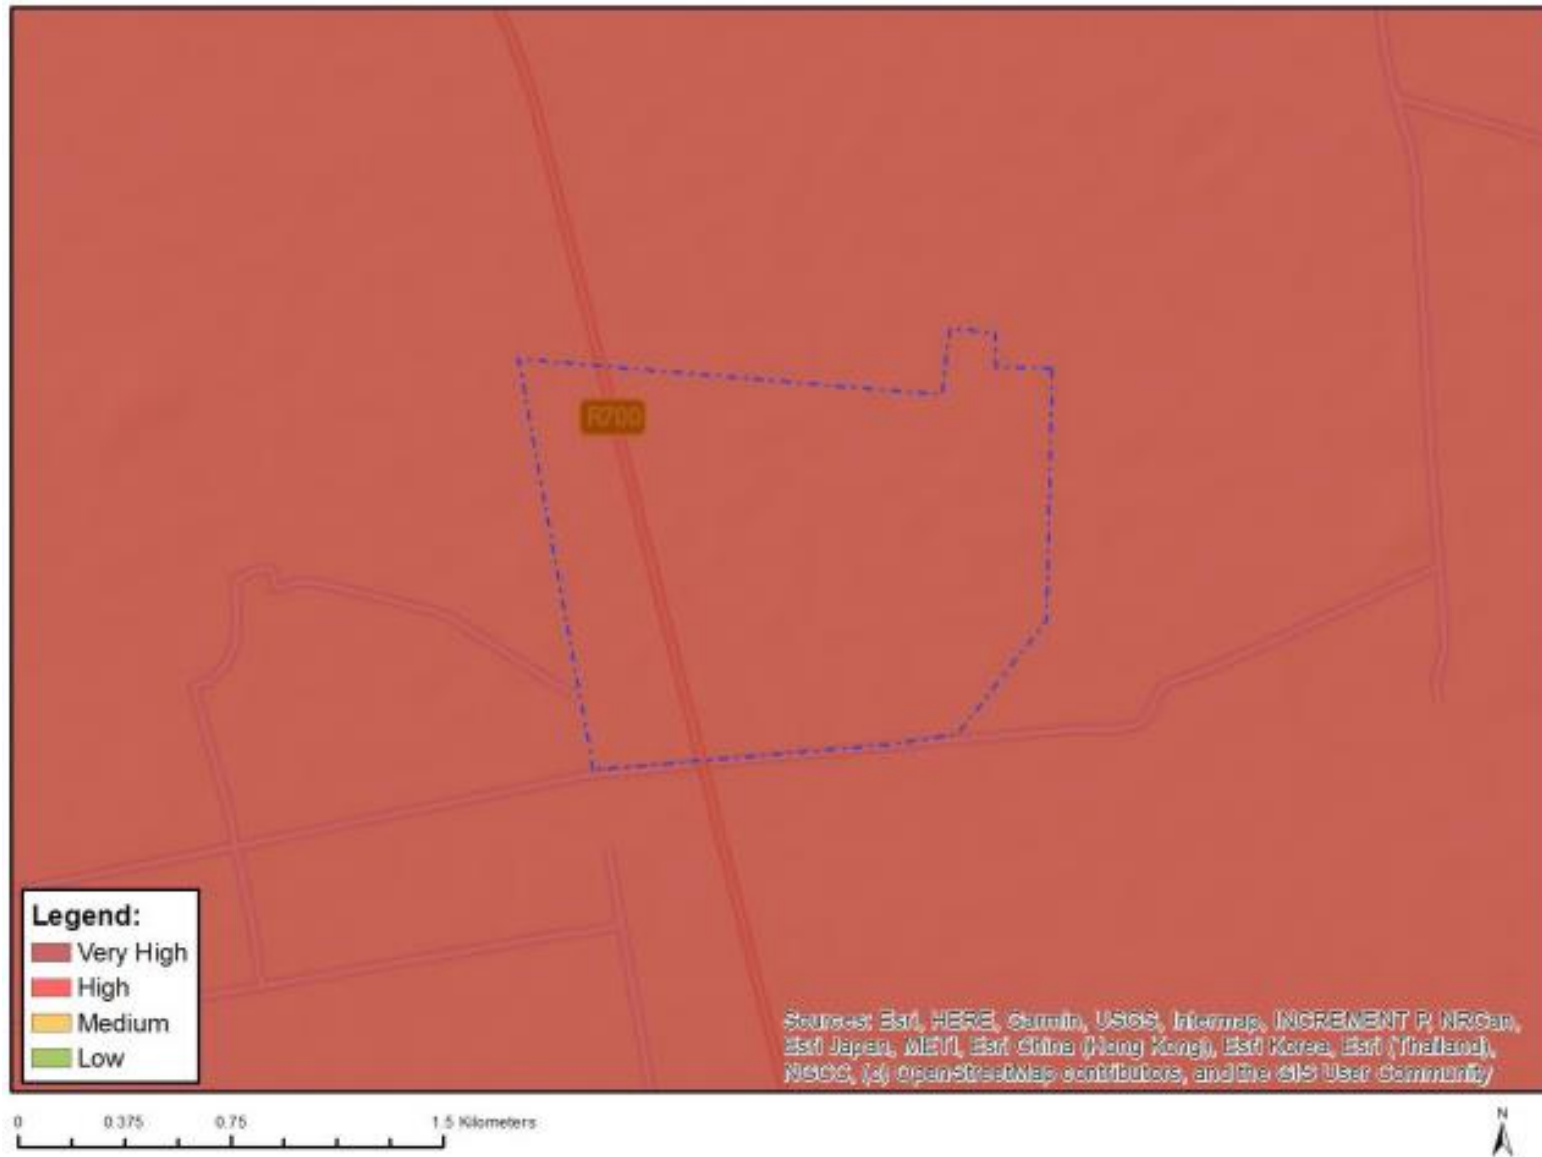 R700
Legend:
Very High
High
Medium
Low
Sources: Esri, HERE, Garmin, USGS, Intermap, INCREMENT P, NRCan,
Esri Japan, METI, Esri China (Hong Kong), Esri Korea, Esri (Thailand),
NGCC, (c) OpenStreetMap contributors, and the GIS User Community
0 0.375 0.75 1.5 Kilometers
N